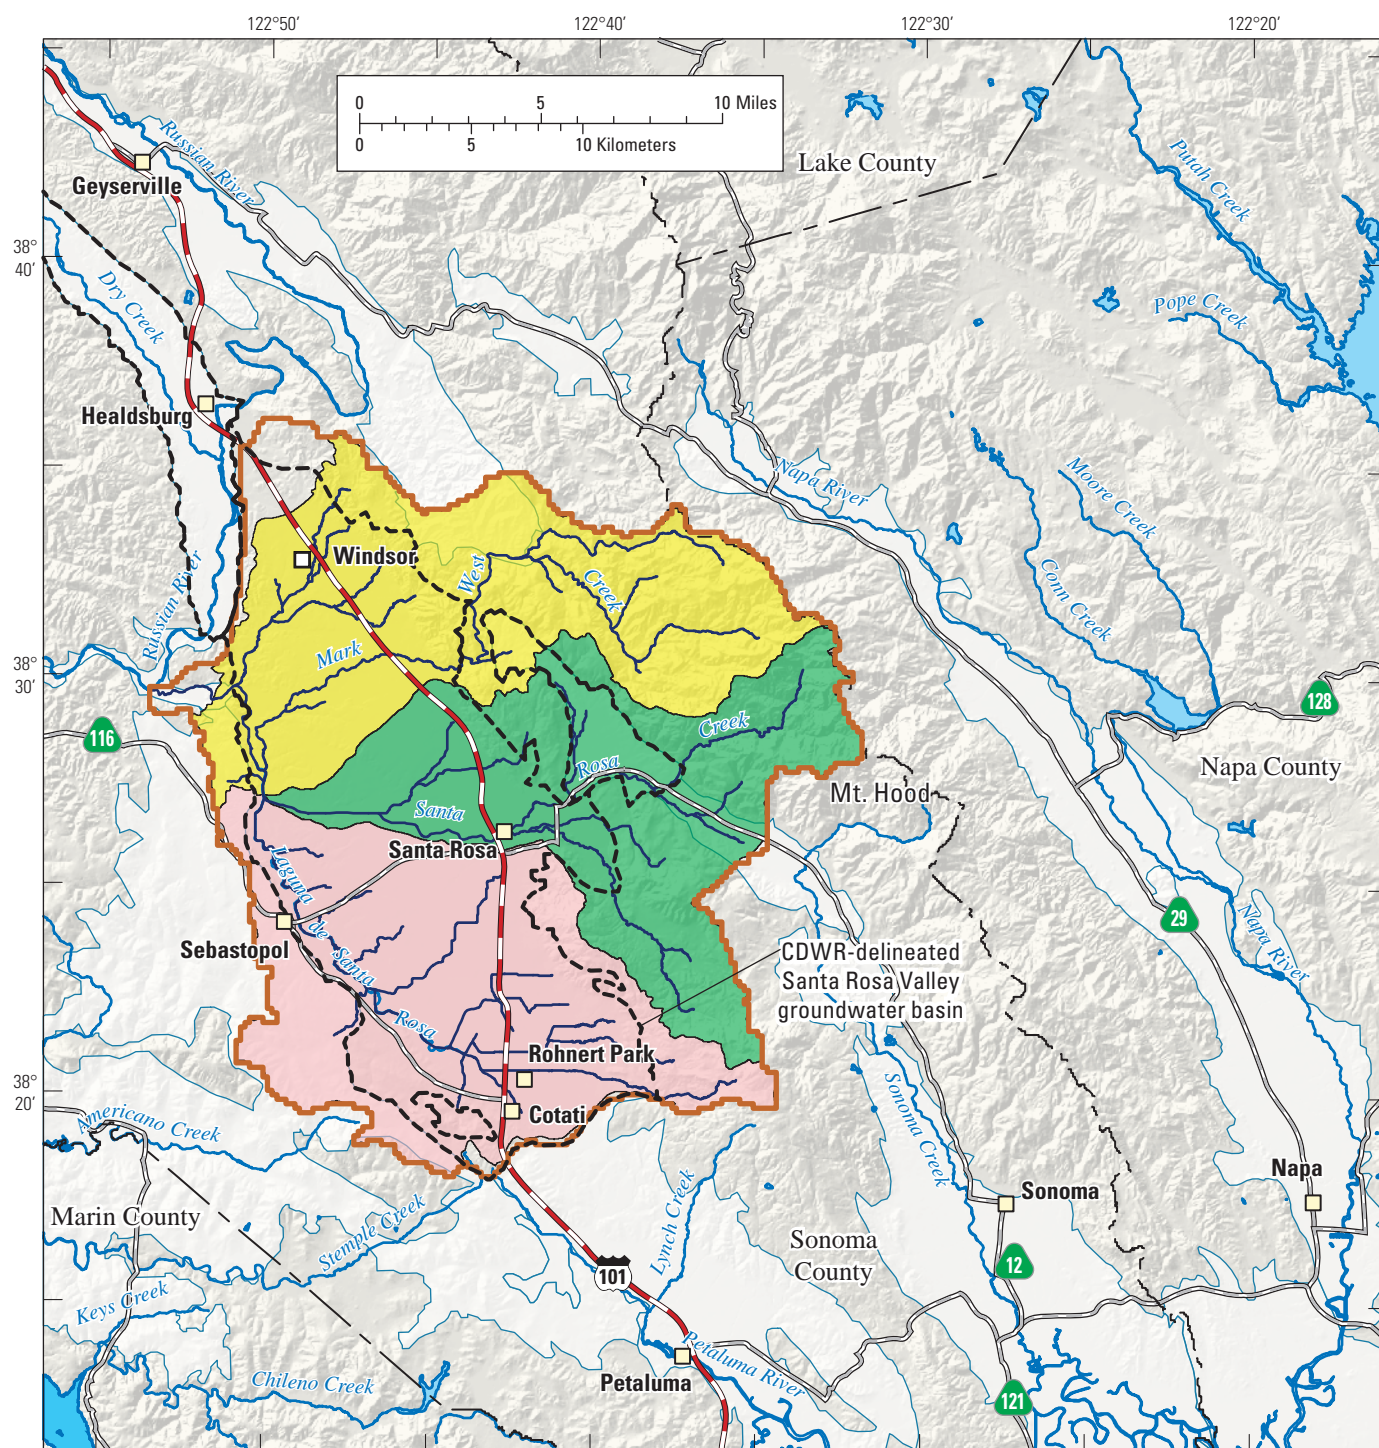 122°50′
122°40′
122°30′
122°20′
0 5 10 Miles
0 5 10 Kilometers
Russian River
Geyserville
Lake County
Putah Creek
38°
40′
Dry Creek
Pope Creek
Healdsburg
Napa River
Moore Creek
Windsor
West
Creek
Conn Creek
Russian River
Mark
38°
30′
128
116
Creek
Rosa
Napa County
Mt. Hood
Santa
Santa Rosa
Laguna
de Santa
Rosa
29
Napa River
Sebastopol
CDWR-delineated
Santa Rosa Valley
groundwater basin
Rohnert Park
38°
20′
Cotati
Sonoma Creek
Americano Creek
Napa
Sonoma
Marin County
Stemple Creek
Lynch Creek
Sonoma
County
12
101
Keys Creek
Petaluma River
Chileno Creek
Petaluma
121